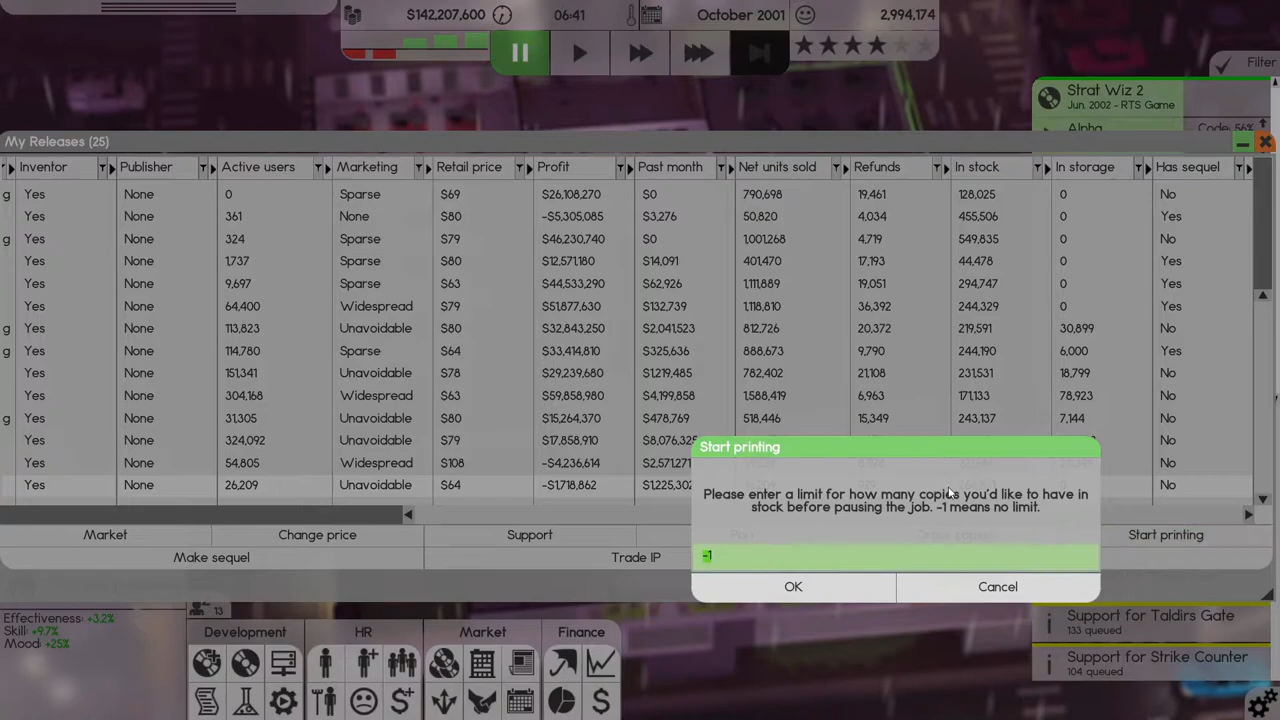 $142,207,600 06:41 October 2001 2,994,174
Filter
Strat Wiz 2
Jun. 2002 - RTS Game
Alpha Code: 56%
My Releases (25)
Inventor Publisher Active users Marketing Retail price Profit Past month Net units sold Refunds In stock In storage Has sequel
g Yes None 0 Sparse $69 $26,108,270 $0 790,698 19,461 128,025 0 No
Yes None 361 None $80 -$5,305,085 $3,276 50,820 4,034 455,506 0 Yes
g Yes None 324 Sparse $79 $46,230,740 $0 1,001,268 4,719 549,835 0 No
Yes None 1,737 Sparse $80 $12,571,180 $14,091 401,470 17,193 44,478 0 Yes
Yes None 9,697 Sparse $63 $44,533,290 $62,926 1,111,889 19,051 294,747 0 Yes
Yes None 64,400 Widespread $79 $51,877,630 $132,739 1,118,810 36,392 244,329 0 Yes
g Yes None 113,823 Unavoidable $80 $32,843,250 $2,041,523 812,726 20,372 219,591 30,899 No
g Yes None 114,780 Sparse $64 $33,414,810 $325,636 888,673 9,790 244,190 6,000 Yes
Yes None 151,341 Unavoidable $78 $29,239,680 $1,219,485 782,402 21,108 231,531 18,799 No
Yes None 304,168 Widespread $63 $59,858,980 $4,199,858 1,588,419 6,963 171,133 78,923 No
g Yes None 31,305 Unavoidable $80 $15,264,370 $478,769 518,446 15,349 243,137 7,144 No
Yes None 324,092 Unavoidable $79 $17,858,910 $8,076,325 No
Yes None 54,805 Widespread $108 -$4,236,614 $2,571,271 No
Yes None 26,209 Unavoidable $64 -$1,718,862 $1,225,302 No
Start printing
Please enter a limit for how many copies you'd like to have in
stock before pausing the job. -1 means no limit.
-1
OK Cancel
Market Change price Support Start printing
Make sequel Trade IP
Effectiveness: +3.2%
Skill: +9.7%
Mood: +25%
13
Development HR Market Finance
Support for Taldirs Gate
133 queued
Support for Strike Counter
104 queued